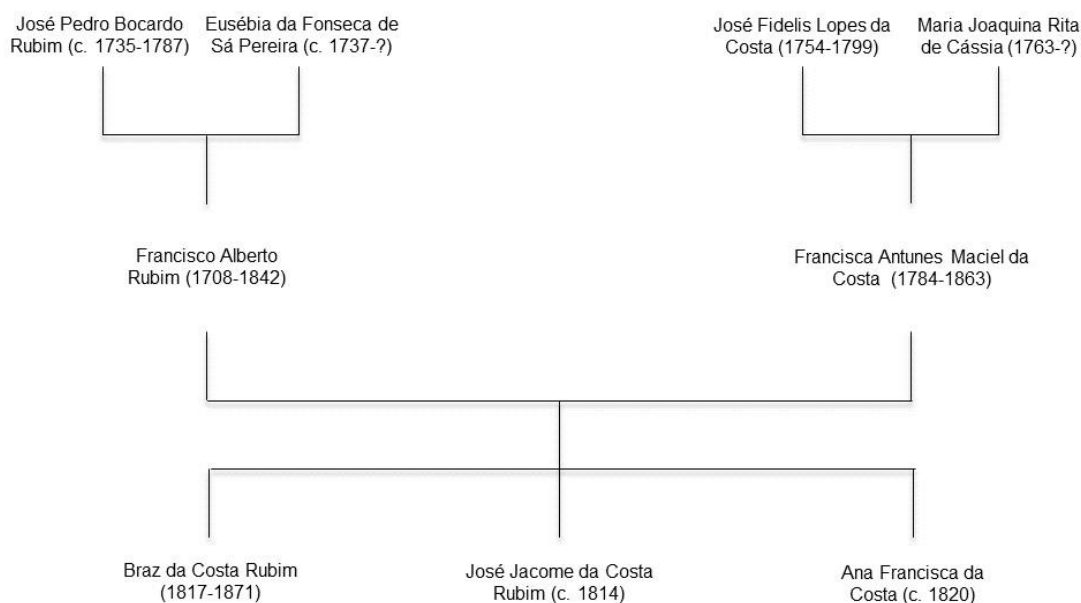 José Pedro Bocardo
Rubim (c. 1735-1787)
Eusébia da Fonseca de
Sá Pereira (c. 1737-?)
José Fidelis Lopes da
Costa (1754-1799)
Maria Joaquina Rita
de Cássia (1763-?)
Francisco Alberto
Rubim (1708-1842)
Francisca Antunes Maciel da
Costa (1784-1863)
Braz da Costa Rubim
(1817-1871)
José Jacome da Costa
Rubim (c. 1814)
Ana Francisca da
Costa (c. 1820)